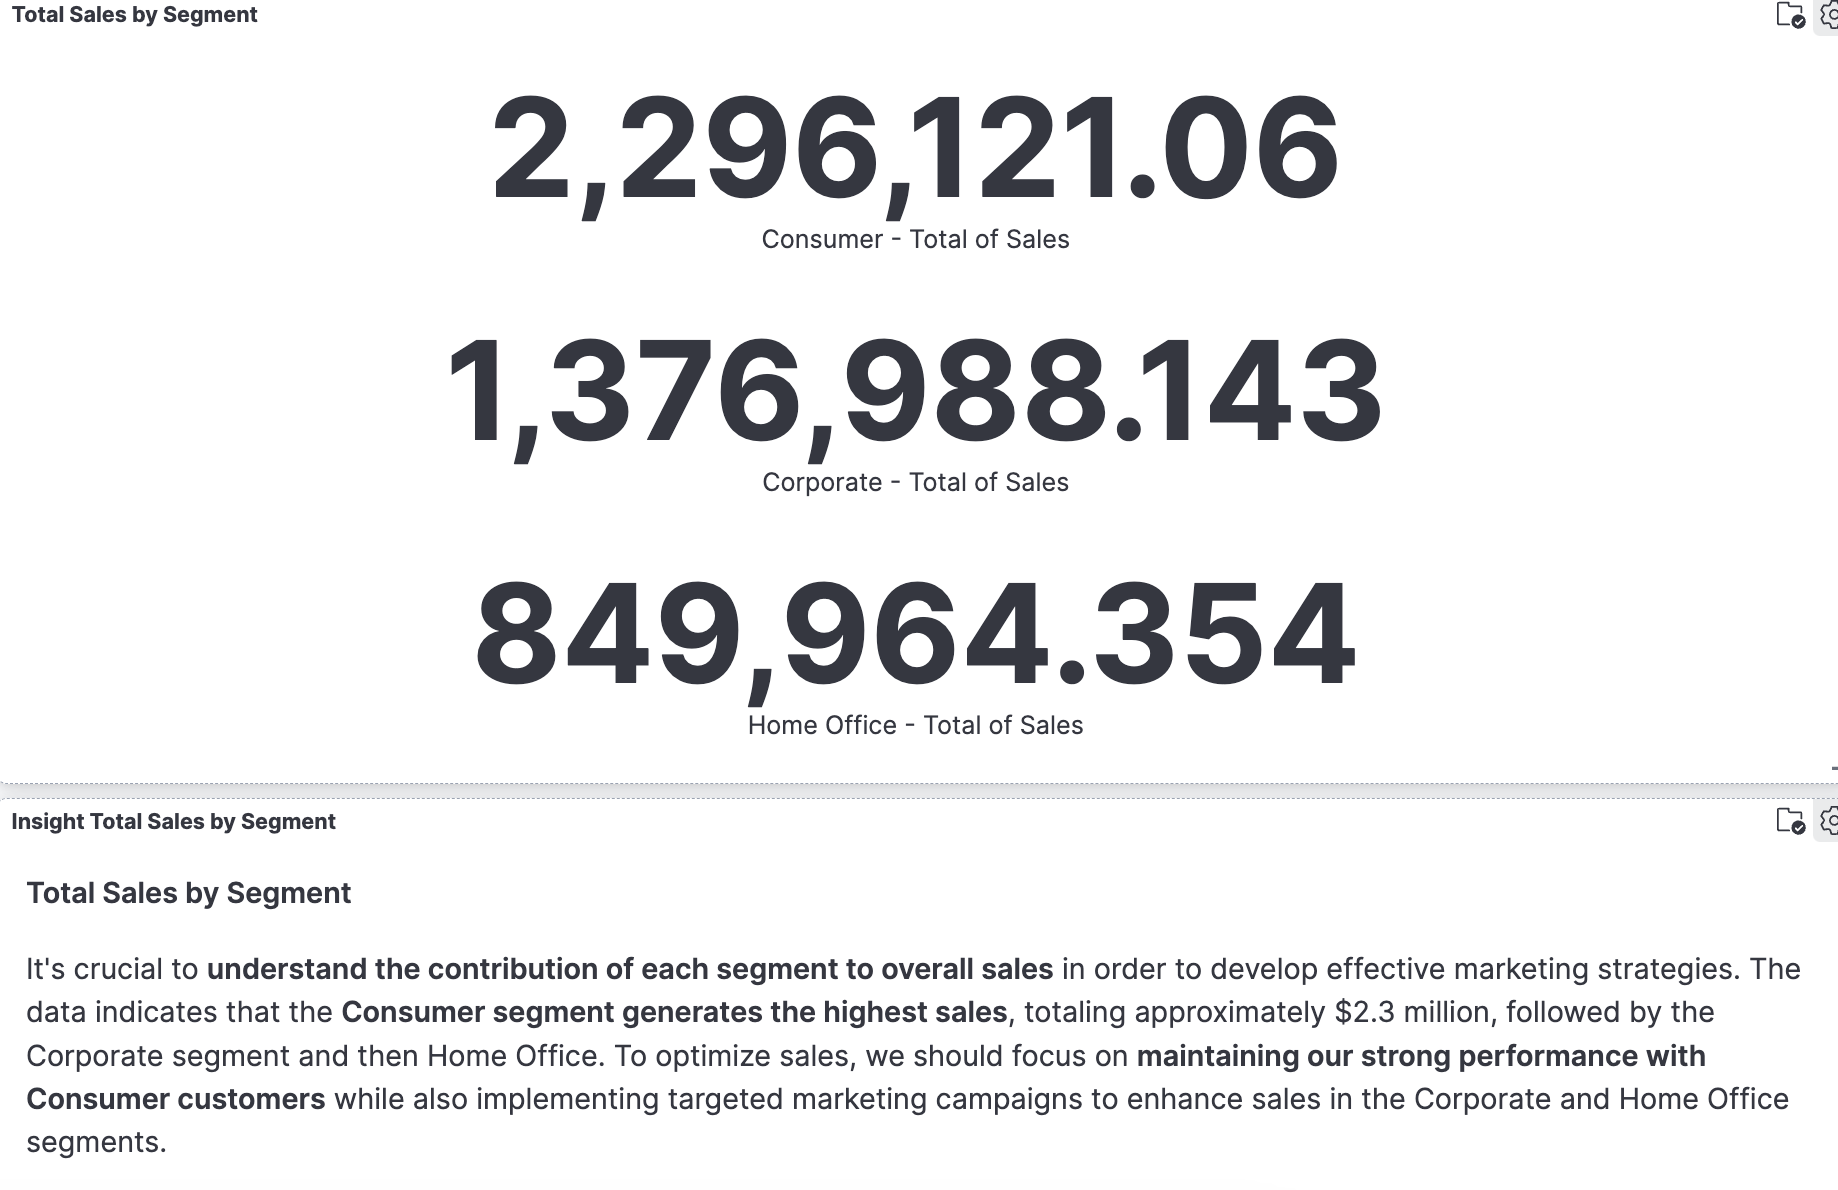 Total Sales by Segment
2,296,121.06
Consumer - Total of Sales
1,376,988.143
Corporate - Total of Sales
849,964.354
Home Office - Total of Sales
Insight Total Sales by Segment
Total Sales by Segment
It's crucial to understand the contribution of each segment to overall sales in order to develop effective marketing strategies. The
data indicates that the Consumer segment generates the highest sales, totaling approximately $2.3 million, followed by the
Corporate segment and then Home Office. To optimize sales, we should focus on maintaining our strong performance with
Consumer customers while also implementing targeted marketing campaigns to enhance sales in the Corporate and Home Office
segments.